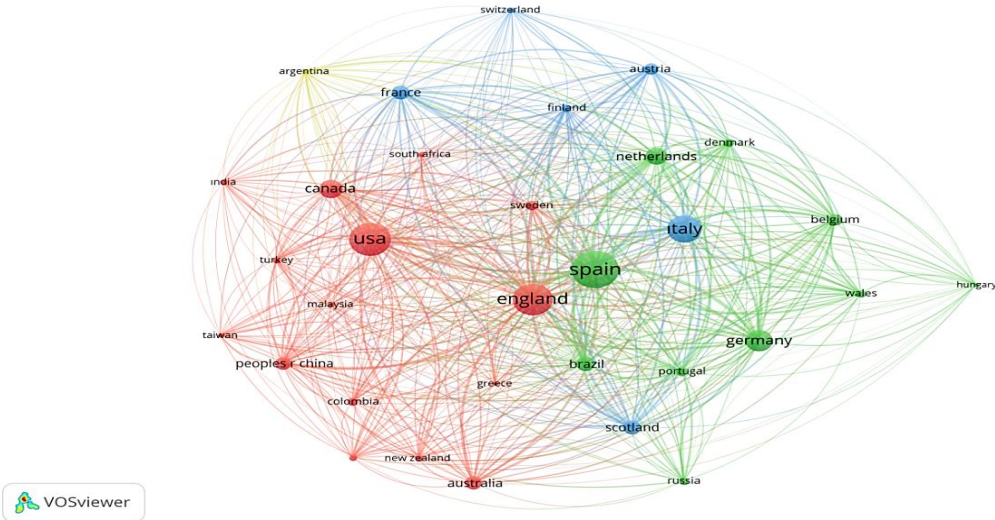 switzerland
argentina
austria
france
finland
denmark
south africa
netherlands
india
canada
sweden
belgium
italy
usa
turkey
spain
hungary
wales
england
malaysia
taiwan
germany
peoples r china
brazil
portugal
greece
colombia
scotland
new zealand
australia
russia
VOSviewer